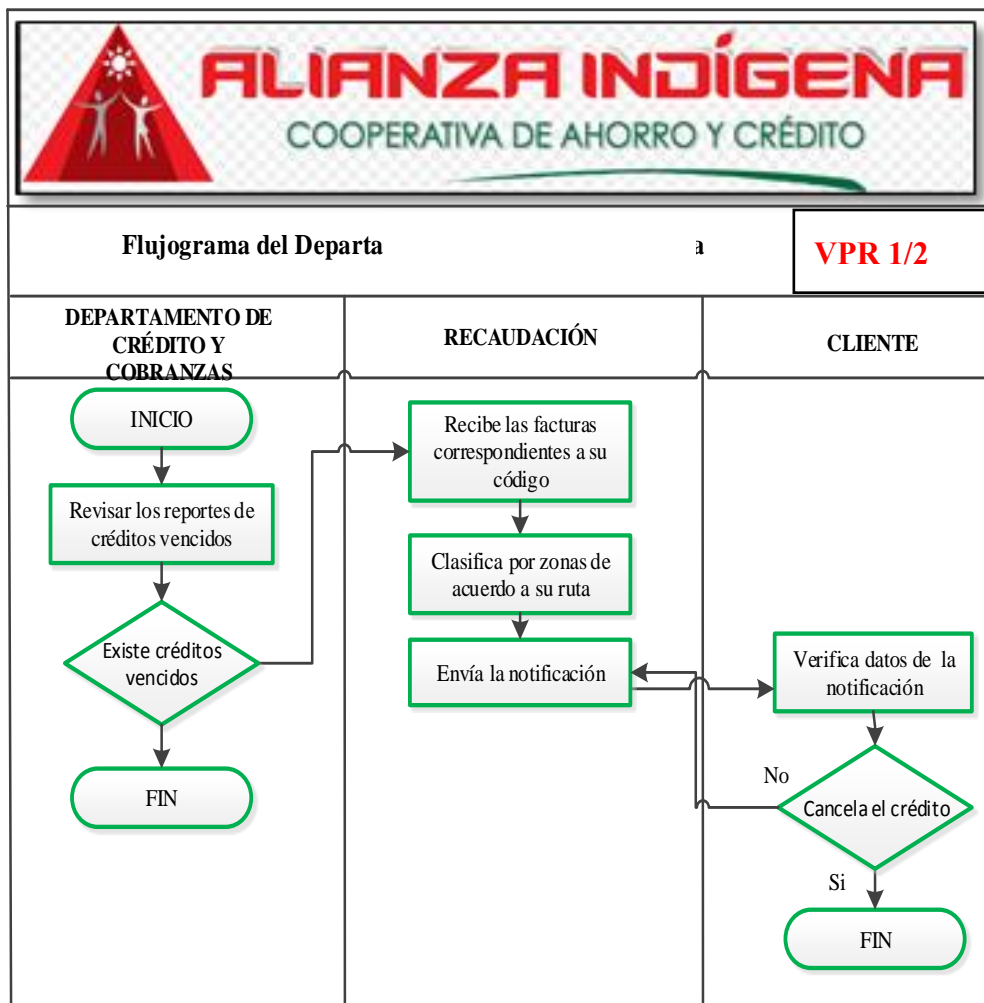 ALIANZA INDÍGENA
COOPERATIVA DE AHORRO Y CRÉDITO
Flujograma del Departa a
VPR 1/2
DEPARTAMENTO DE
CRÉDITO Y
COBRANZAS
RECAUDACIÓN
CLIENTE
INICIO
Revisar los reportes de
créditos vencidos
Existe créditos
vencidos
FIN
Recibe las facturas
correspondientes a su
código
Clasifica por zonas de
acuerdo a su ruta
Envía la notificación
Verifica datos de la
notificación
No
Cancela el crédito
Si
FIN